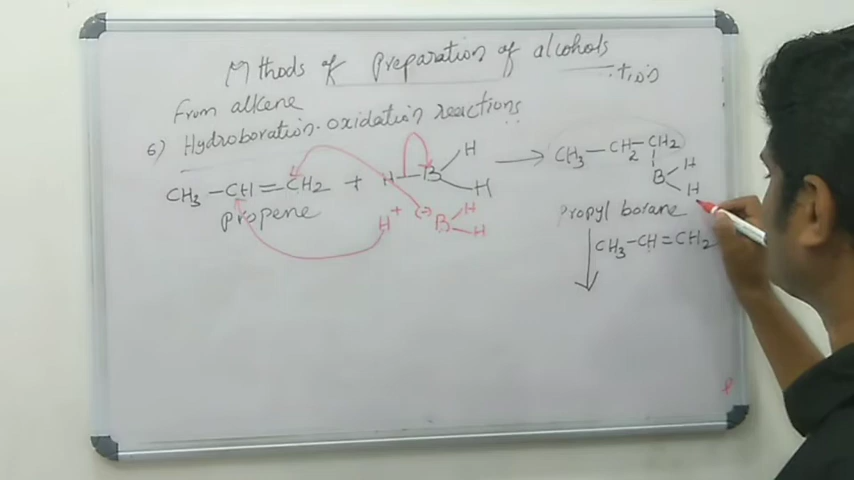 Mthods of Preparation of alcohols
From alkene
6) Hydroboration-oxidation reactions
CH3 – CH = CH2 + H – B H H → CH3 – CH2 – CH2
B H H
H+ (-) B H H
Propene
Propyl borane
CH3 – CH = CH2